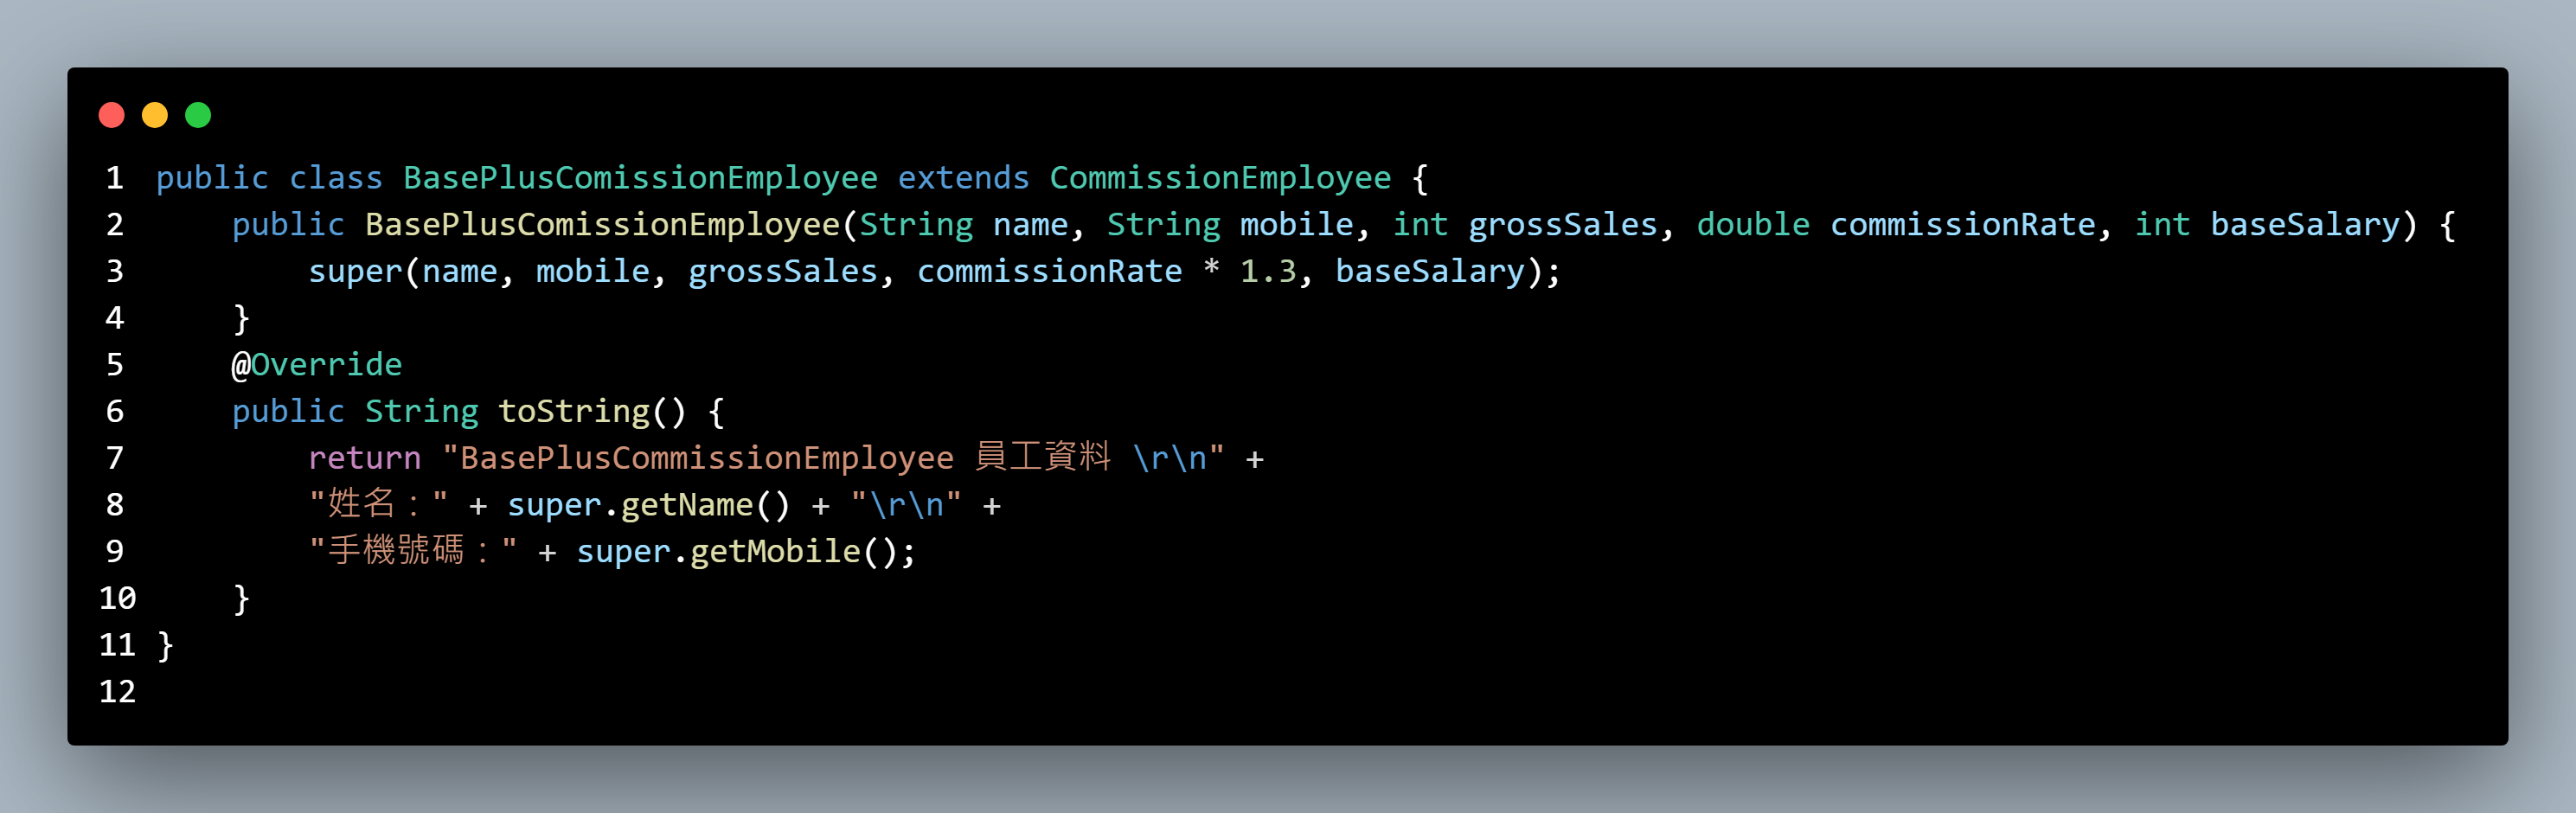 1 public class BasePlusComissionEmployee extends CommissionEmployee {
2 public BasePlusComissionEmployee(String name, String mobile, int grossSales, double commissionRate, int baseSalary) {
3 super(name, mobile, grossSales, commissionRate * 1.3, baseSalary);
4 }
5 @Override
6 public String toString() {
7 return "BasePlusCommissionEmployee 員工資料 \r\n" +
8 "姓名：" + super.getName() + "\r\n" +
9 "手機號碼：" + super.getMobile();
10 }
11 }
12